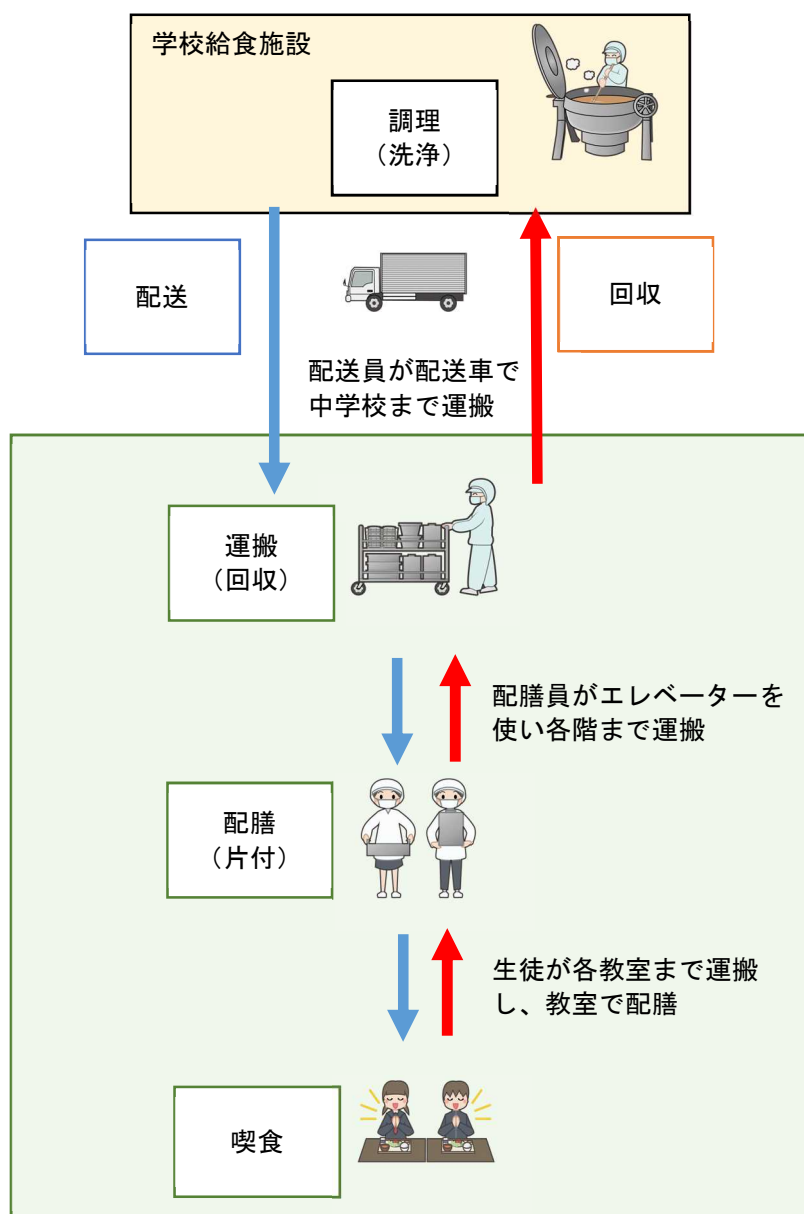 学校給食施設
調理
（洗浄）
配送
回収
配送員が配送車で
中学校まで運搬
運搬
（回収）
配膳員がエレベーターを
使い各階まで運搬
配膳
（片付）
生徒が各教室まで運搬
し、教室で配膳
喫食